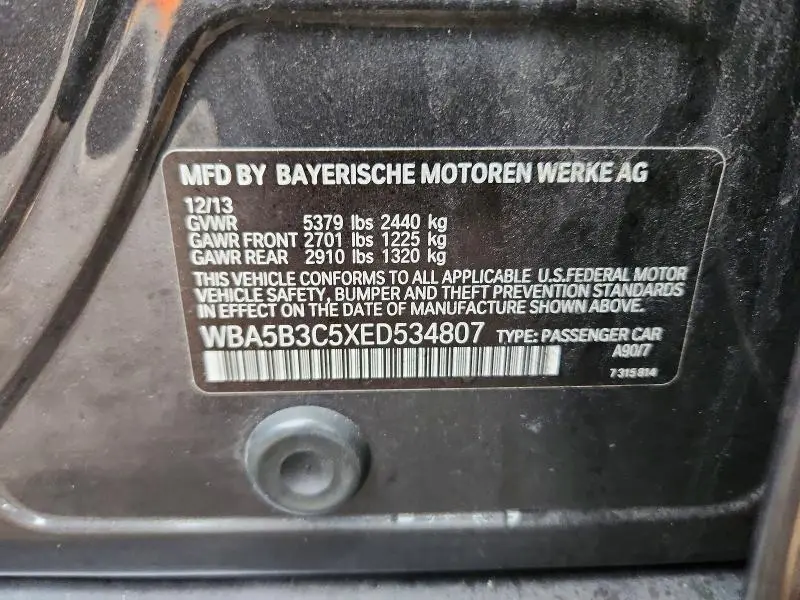 MFD BY BAYERISCHE MOTOREN WERKE AG
12/13
GVWR 5379 lbs 2440 kg
GAWR FRONT 2701 lbs 1225 kg
GAWR REAR 2910 lbs 1320 kg
THIS VEHICLE CONFORMS TO ALL APPLICABLE U.S.FEDERAL MOTOR
VEHICLE SAFETY, BUMPER AND THEFT PREVENTION STANDARDS
IN EFFECT ON THE DATE OF MANUFACTURE SHOWN ABOVE.
WBA5B3C5XED534807 TYPE: PASSENGER CAR
A90/7
7 315 814